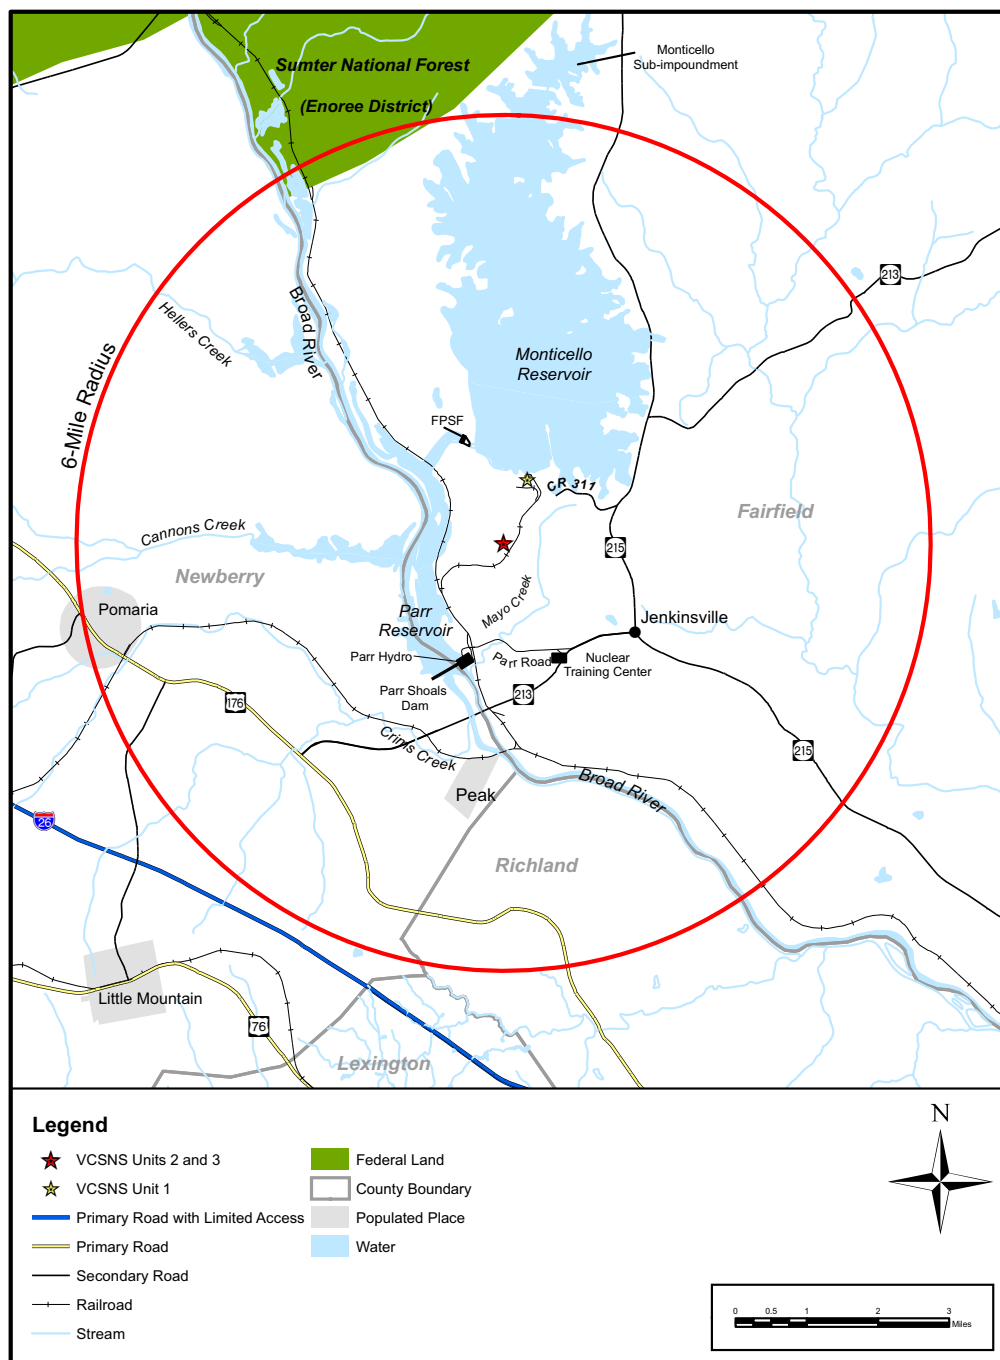 Monticello
Sub-impoundment
Sumter National Forest
(Enoree District)
213
Broad River
Hellers Creek
Monticello
Reservoir
6-Mile Radius
FPSF
CR 311
Fairfield
Cannons Creek
215
Newberry
Mayo Creek
Pomaria
Parr
Reservoir
Jenkinsville
Parr Hydro
Parr Road
Nuclear
Training Center
Parr Shoals
Dam
213
176
Crims Creek
215
Broad River
Peak
26
Richland
Little Mountain
76
Lexington
Legend
VCSNS Units 2 and 3
VCSNS Unit 1
Primary Road with Limited Access
Primary Road
Secondary Road
Railroad
Stream
Federal Land
County Boundary
Populated Place
Water
N
0 0.5 1 2 3
Miles